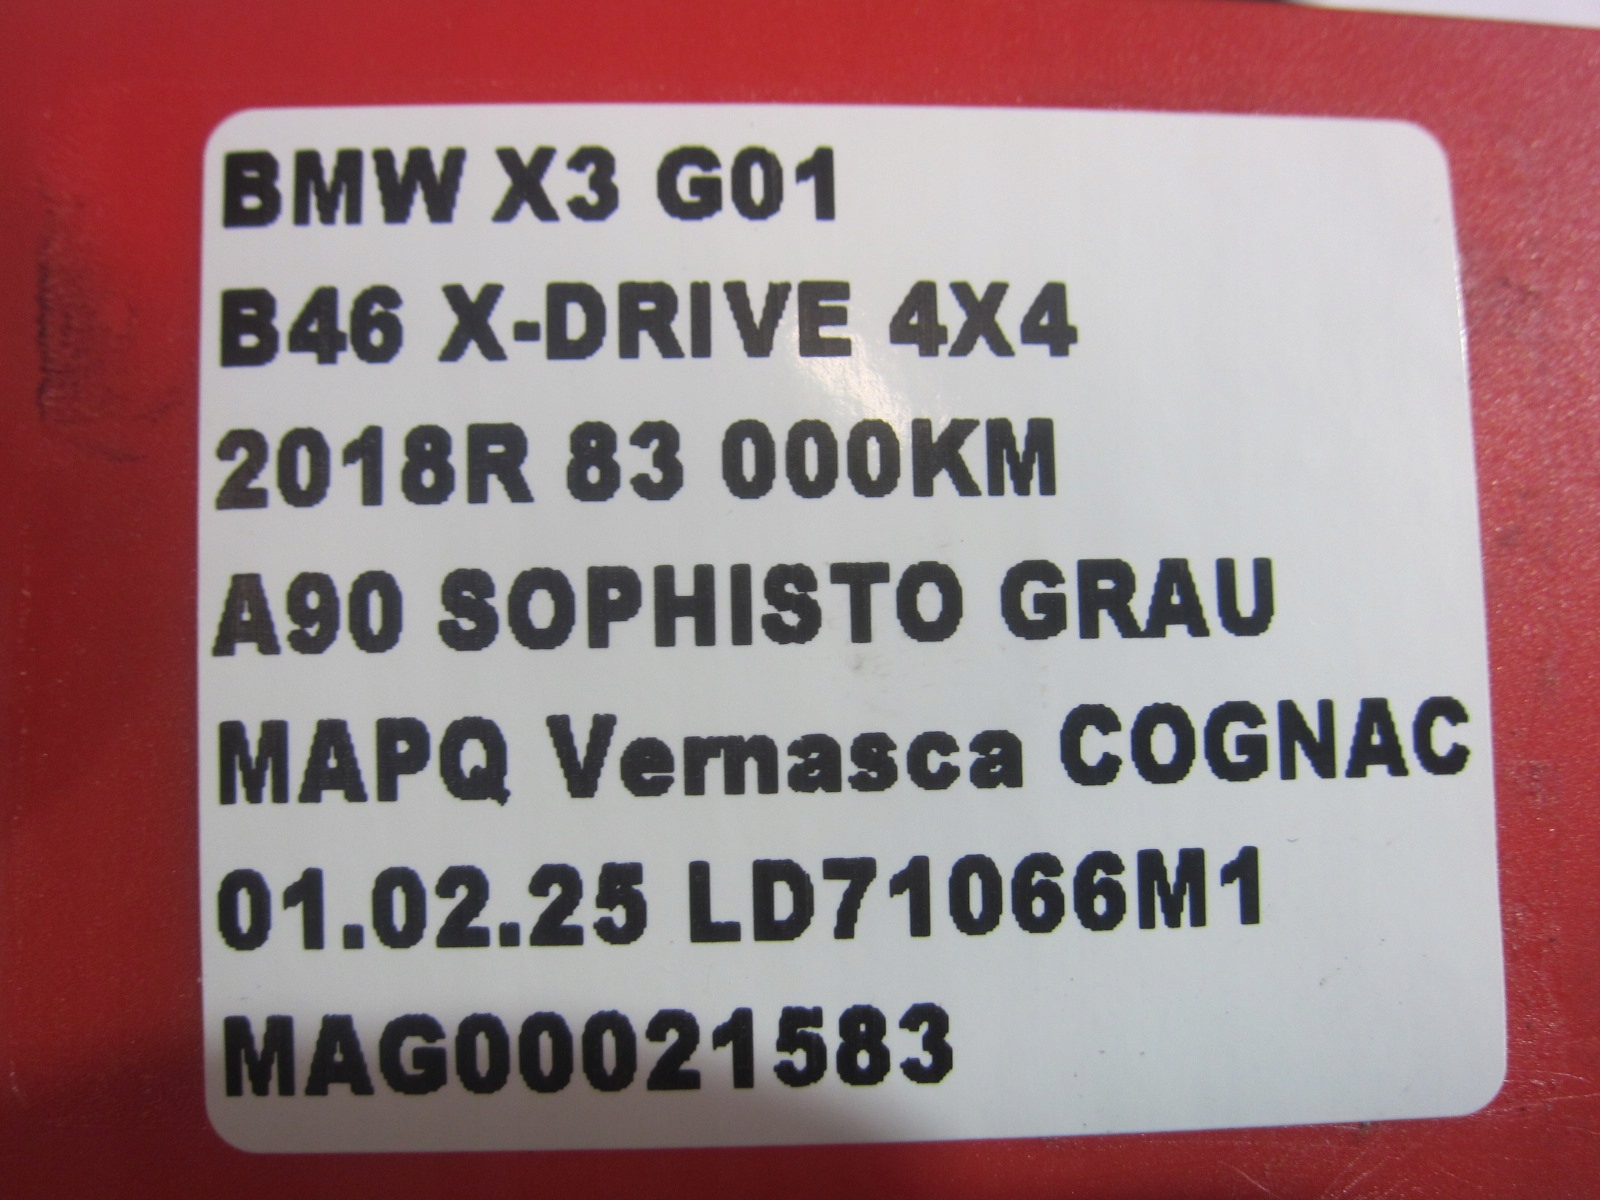 BMW X3 G01
B46 X-DRIVE 4X4
2018R 83 000KM
A90 SOPHISTO GRAU
MAPQ Vernasca COGNAC
01.02.25 LD71066M1
MAG00021583